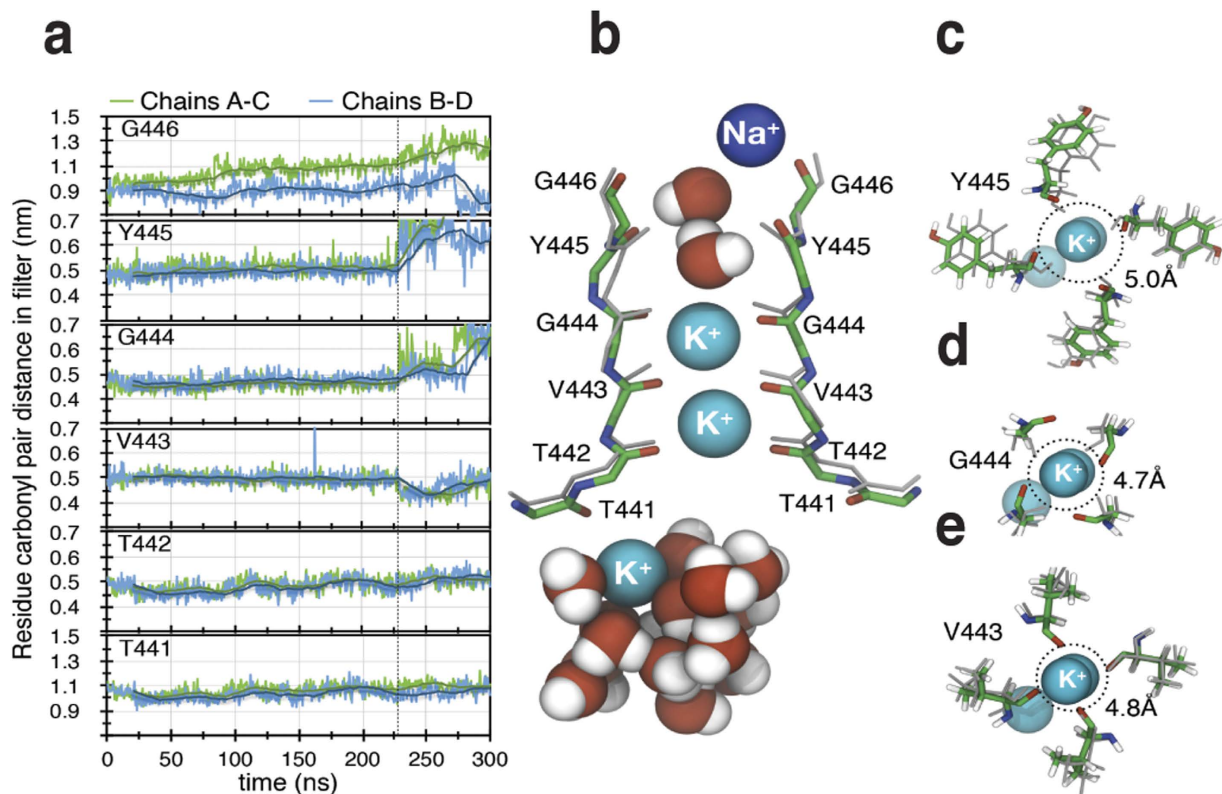 a
Chains A-C
Chains B-D
Residue carbonyl pair distance in filter (nm)
1.5
1.3
1.1
0.9
G446
0.7
0.6
0.5
0.4
Y445
0.7
0.6
0.5
0.4
G444
0.7
0.6
0.5
0.4
V443
0.7
0.6
0.5
0.4
T442
1.5
1.3
1.1
0.9
T441
0 50 100 150 200 250 300
time (ns)
b
Na+
G446
G446
Y445
Y445
G444
G444
K+
V443
V443
K+
T442
T442
T441
T441
K+
c
Y445
K+
5.0Å
d
G444
K+
4.7Å
e
V443
K+
4.8Å